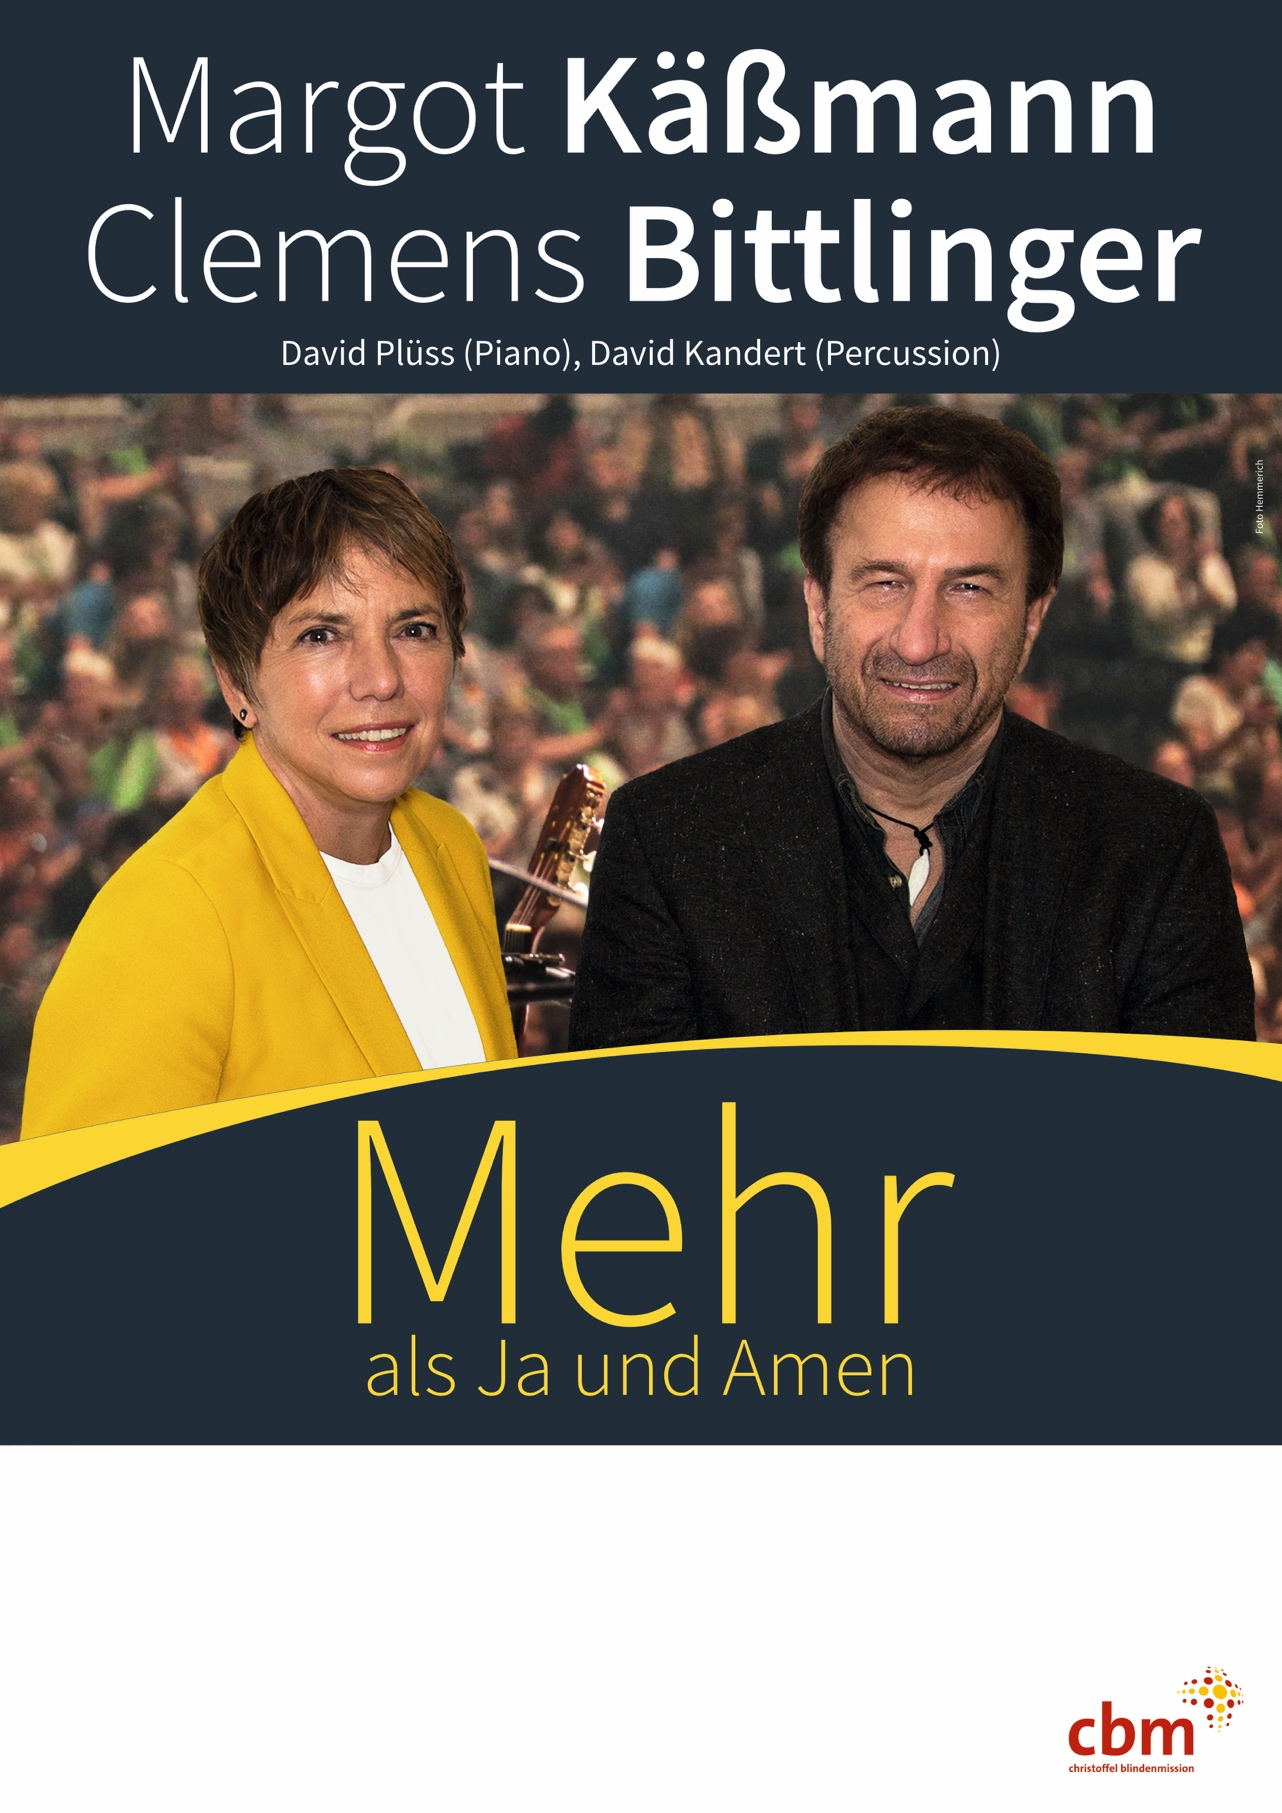 Margot Käßmann
Clemens Bittlinger
David Plüss (Piano), David Kandert (Percussion)
Foto Hemmerich
Mehr
als Ja und Amen
cbm
christoffel blindenmission